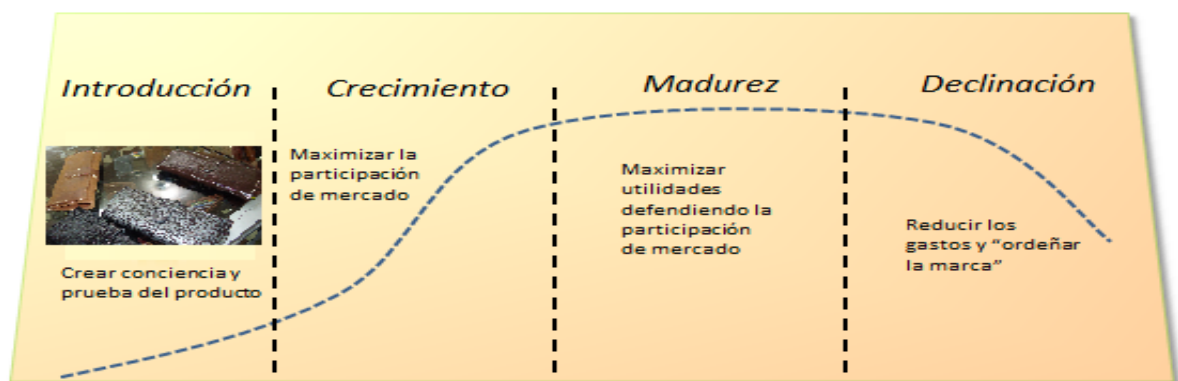 Introducción
Crecimiento
Madurez
Declinación
Crear conciencia y
prueba del producto
Maximizar la
participación
de mercado
Maximizar
utilidades
defendiendo la
participación
de mercado
Reducir los
gastos y “ordeñar
la marca”